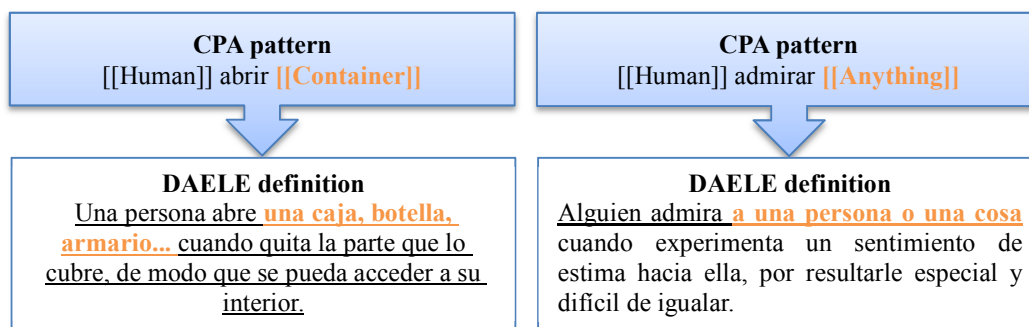 CPA pattern
[[Human]] abrir [[Container]]
DAELE definition
Una persona abre una caja, botella,
armario... cuando quita la parte que lo
cubre, de modo que se pueda acceder a su
interior.
CPA pattern
[[Human]] admirar [[Anything]]
DAELE definition
Alguien admira a una persona o una cosa
cuando experimenta un sentimiento de
estima hacia ella, por resultarle especial y
difícil de igualar.